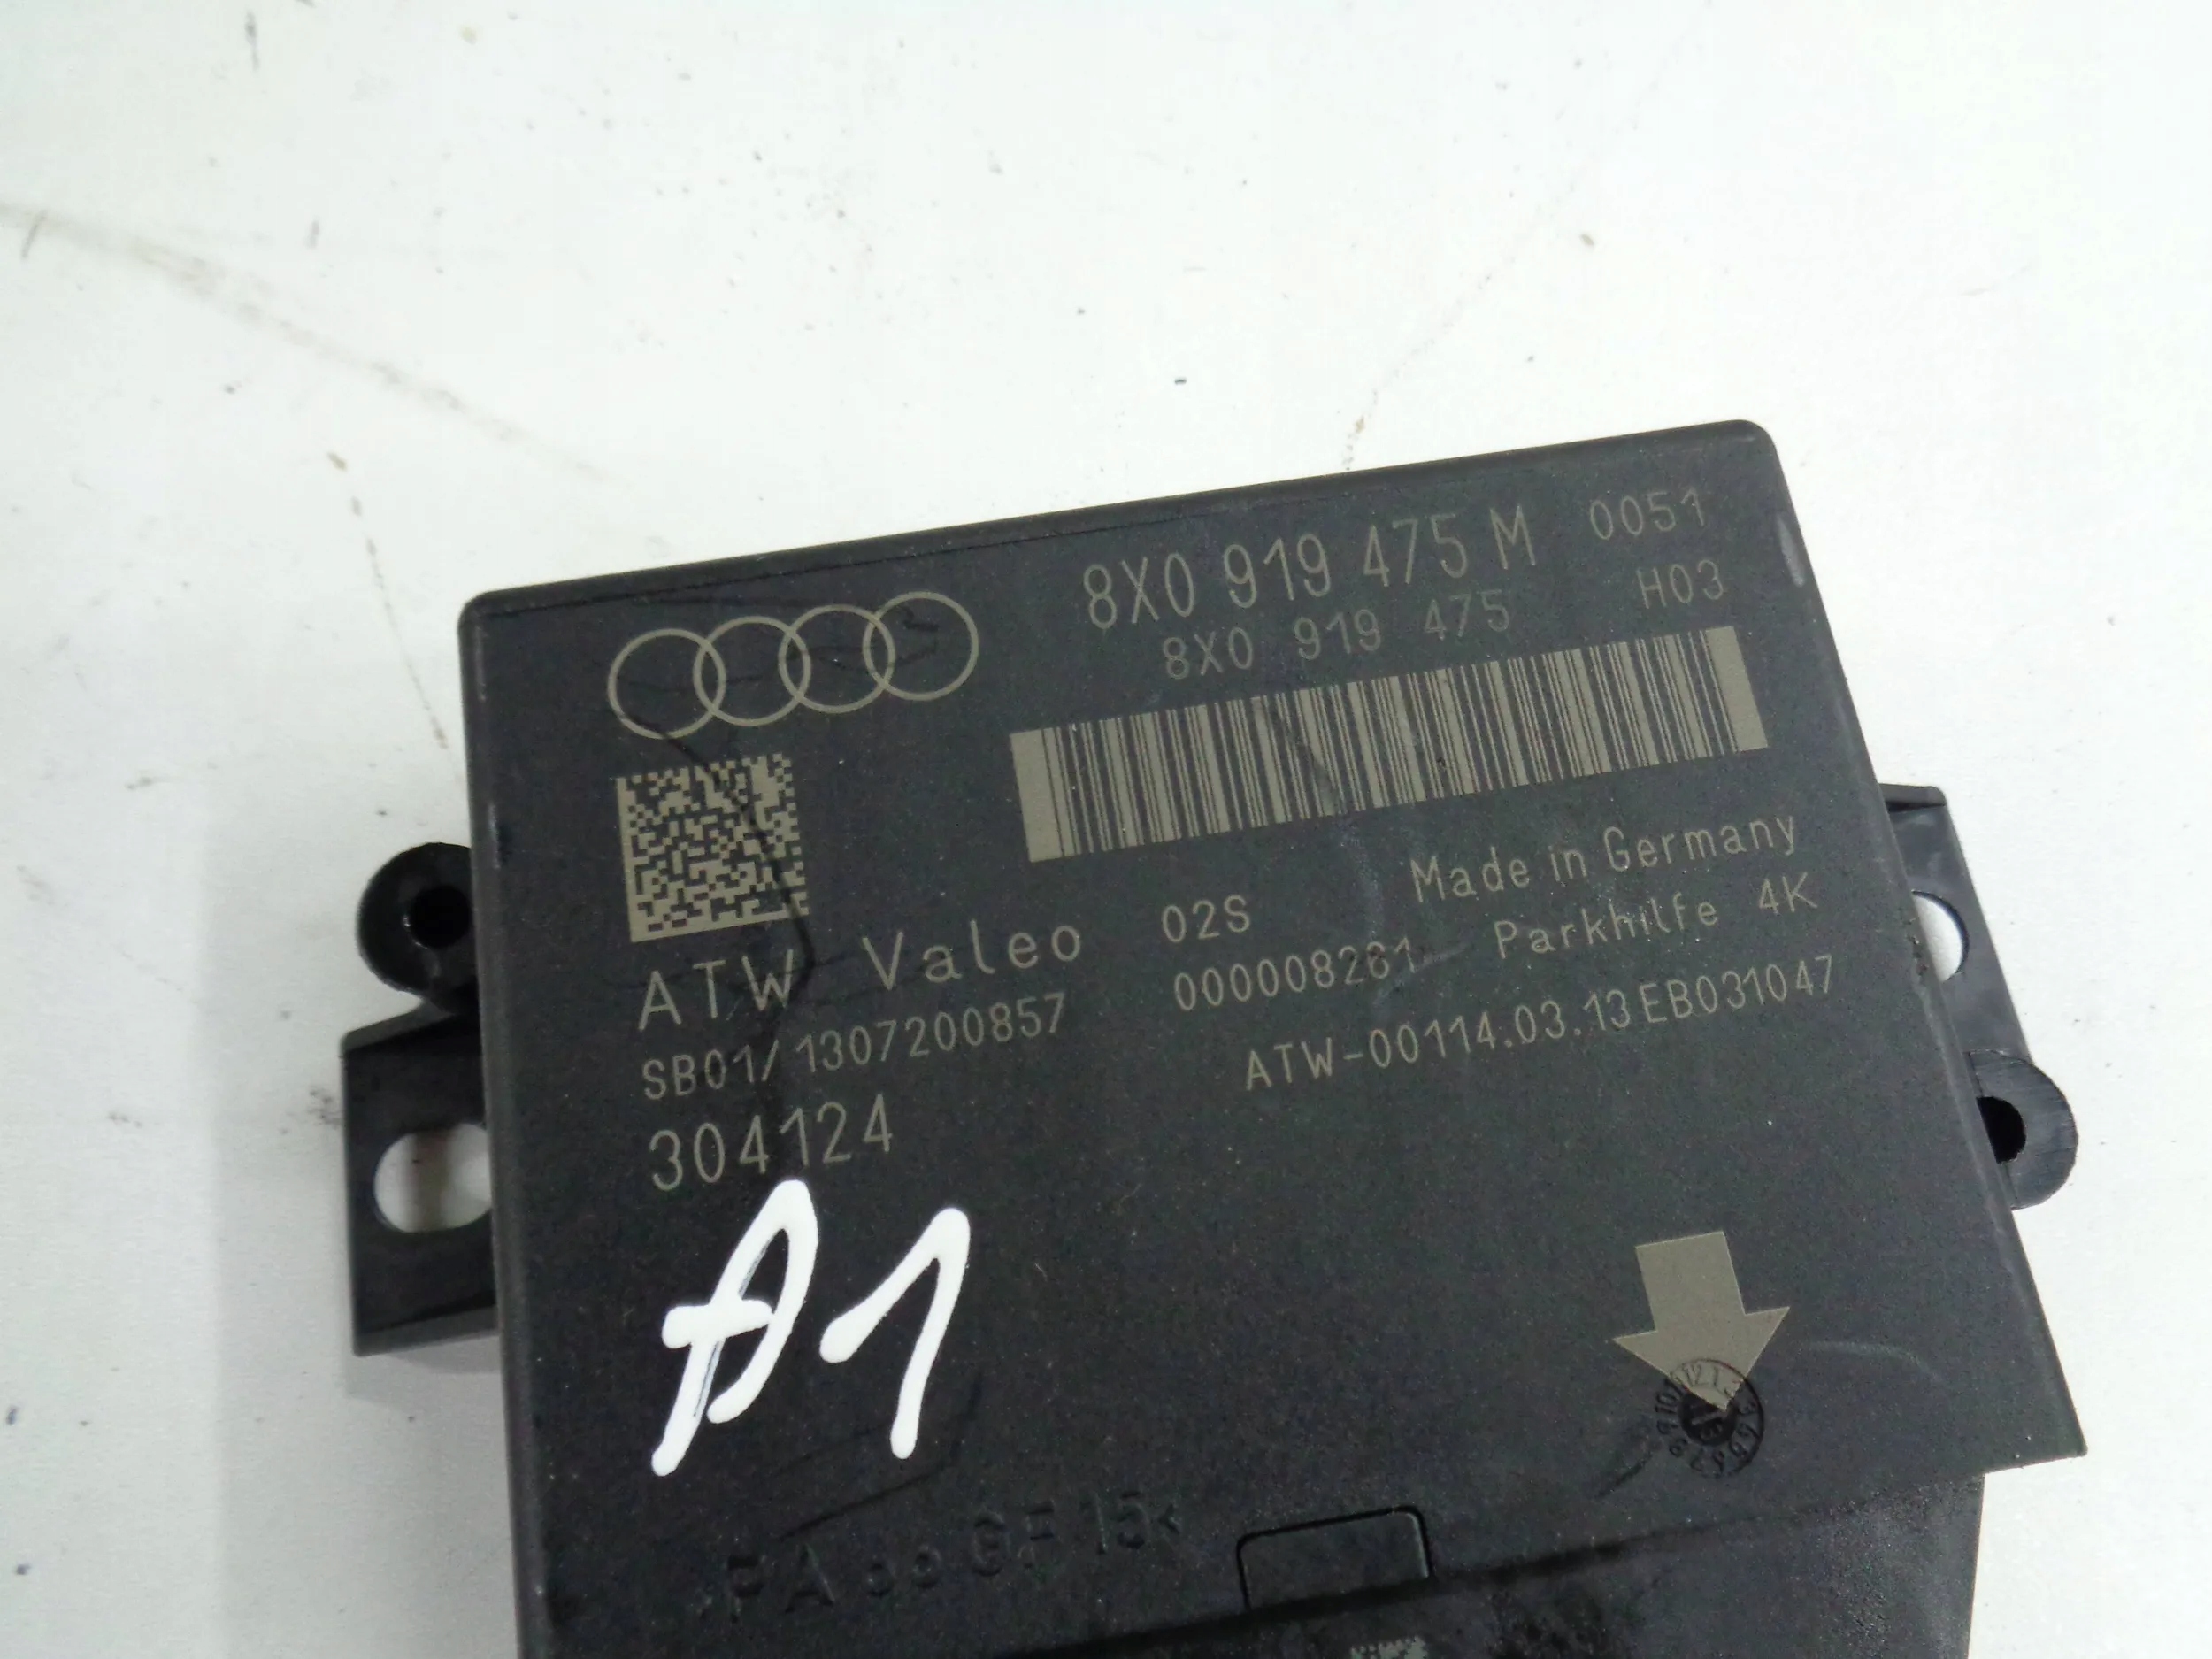 8X0 919 475 M 0051
8X0 919 475 H03
Made in Germany
ATW Valeo 02S Parkhilfe 4K
SB01/1307200857 000008261
304124 ATW-00114.03.13EB031047
A1